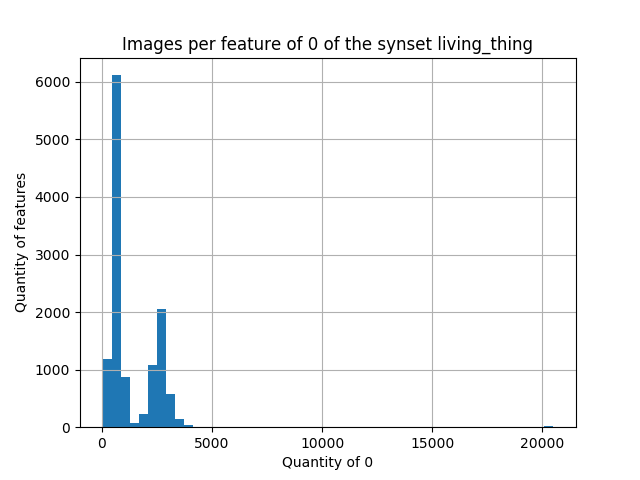 Images per feature of 0 of the synset living_thing
6000
5000
4000
3000
2000
1000
0
Quantity of features
0 5000 10000 15000 20000
Quantity of 0